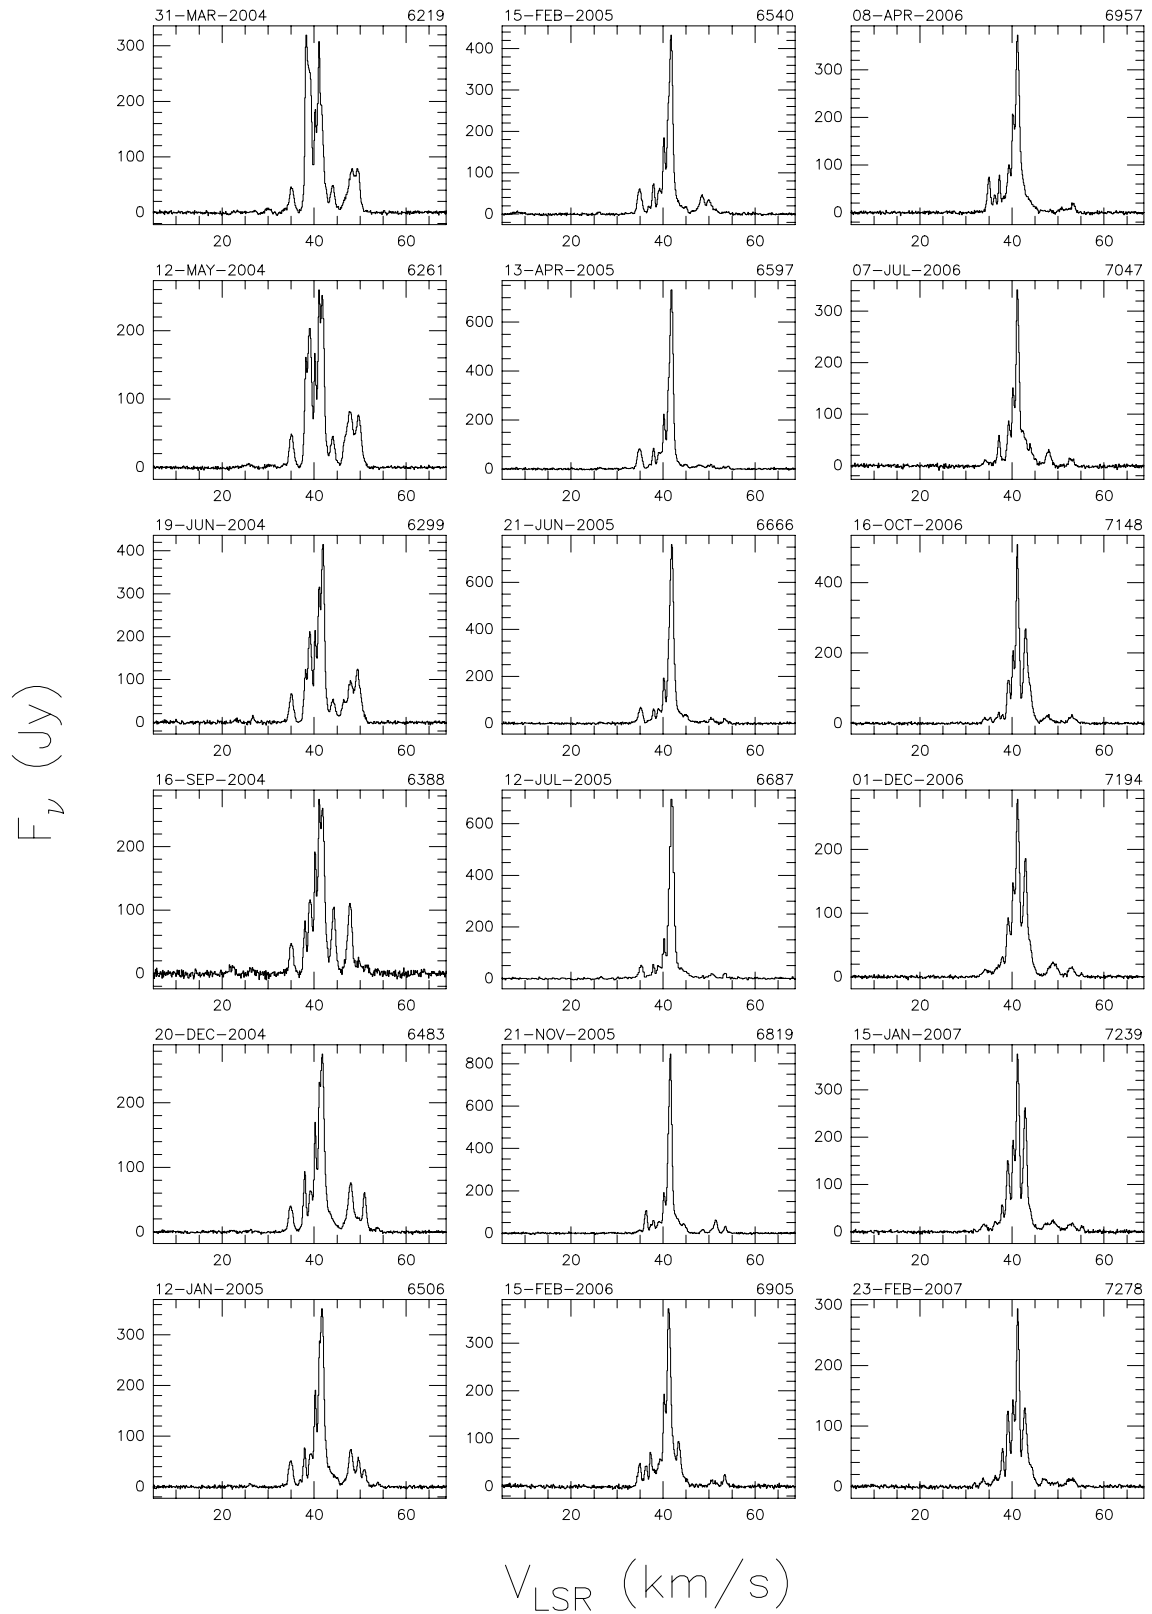 31-MAR-2004 6219 15-FEB-2005 6540 08-APR-2006 6957
300 400 300
300
200 200
200
100 100
100
0 0 0
20 40 60 20 40 60 20 40 60
12-MAY-2004 6261 13-APR-2005 6597 07-JUL-2006 7047
600 300
200
400 200
100
200 100
0 0 0
20 40 60 20 40 60 20 40 60
19-JUN-2004 6299 21-JUN-2005 6666 16-OCT-2006 7148
400
600 400
300
400
200 200
200
100
0 0 0
20 40 60 20 40 60 20 40 60
F_ν (Jy)
16-SEP-2004 6388 12-JUL-2005 6687 01-DEC-2006 7194
600
200 200
400
100 100
200
0 0 0
20 40 60 20 40 60 20 40 60
20-DEC-2004 6483 21-NOV-2005 6819 15-JAN-2007 7239
800
300
200 600
200
400
100
200 100
0 0 0
20 40 60 20 40 60 20 40 60
12-JAN-2005 6506 15-FEB-2006 6905 23-FEB-2007 7278
300 300 300
200 200 200
100 100 100
0 0 0
20 40 60 20 40 60 20 40 60
V_LSR (km/s)